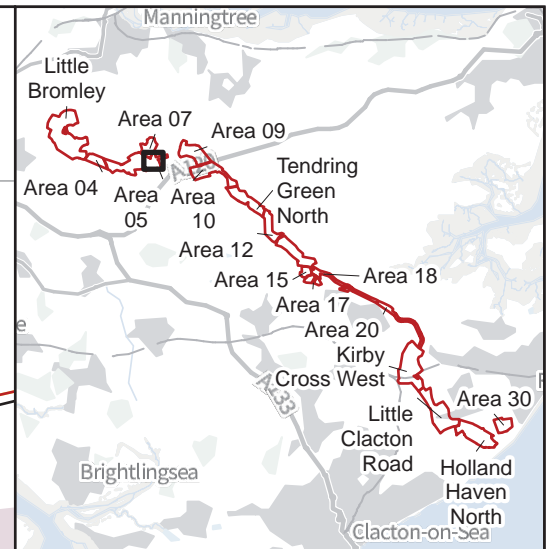 Manningtree
Little
Bromley
Area 07
Area 09
A120
Area 04
Area
05
Area
10
Tendring
Green
North
Area 12
Area 15
Area 18
Area 17
Area 20
Kirby
Cross West
A133
Area 30
Little
Clacton
Road
Holland
Haven
North
Brightlingsea
Clacton-on-Sea